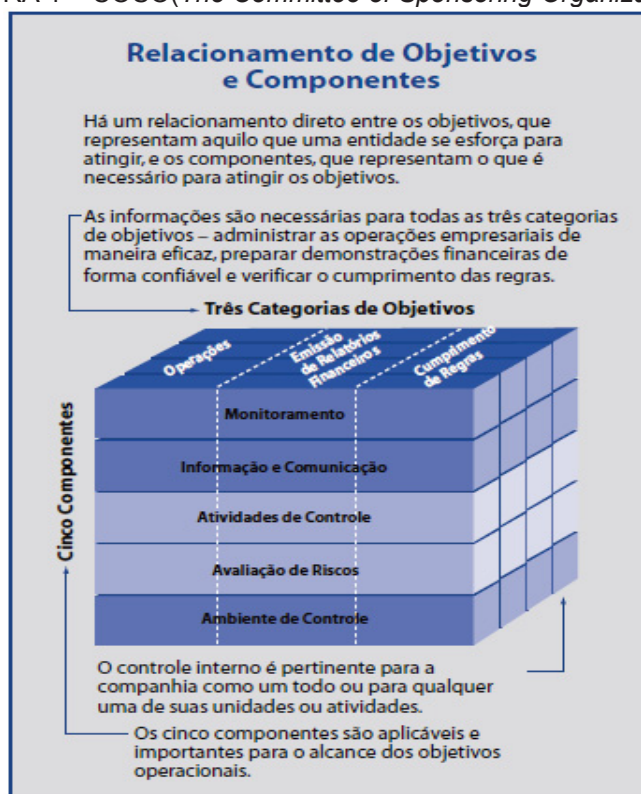 COSO(The Committee of Sponsoring
Relacionamento de Objetivos
e Componentes
Há um relacionamento direto entre os objetivos, que
representam aquilo que uma entidade se esforça para
atingir, e os componentes, que representam o que é
necessário para atingir os objetivos.
As informações são necessárias para todas as três categorias
de objetivos – administrar as operações empresariais de
maneira eficaz, preparar demonstrações financeiras de
forma confiável e verificar o cumprimento das regras.
Três Categorias de Objetivos
Operações
Emissão
de Relatórios
Financeiros
Cumprimento
de Regras
Cinco Componentes
Monitoramento
Informação e Comunicação
Atividades de Controle
Avaliação de Riscos
Ambiente de Controle
O controle interno é pertinente para a
companhia como um todo ou para qualquer
uma de suas unidades ou atividades.
Os cinco componentes são aplicáveis e
importantes para o alcance dos objetivos
operacionais.